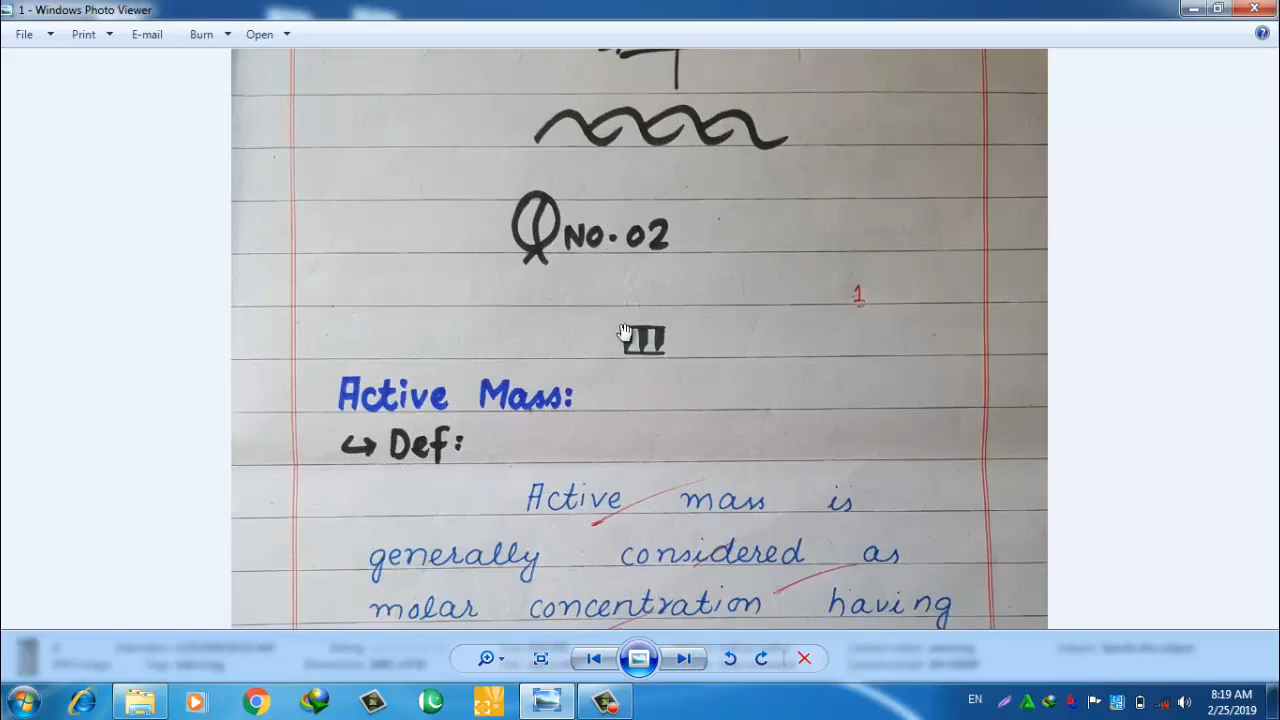 1 - Windows Photo Viewer
File Print E-mail Burn Open
Q No. 02
1
Active Mass:
↪ Def:
Active mass is
generally considered as
molar concentration having
EN
8:19 AM
2/25/2019